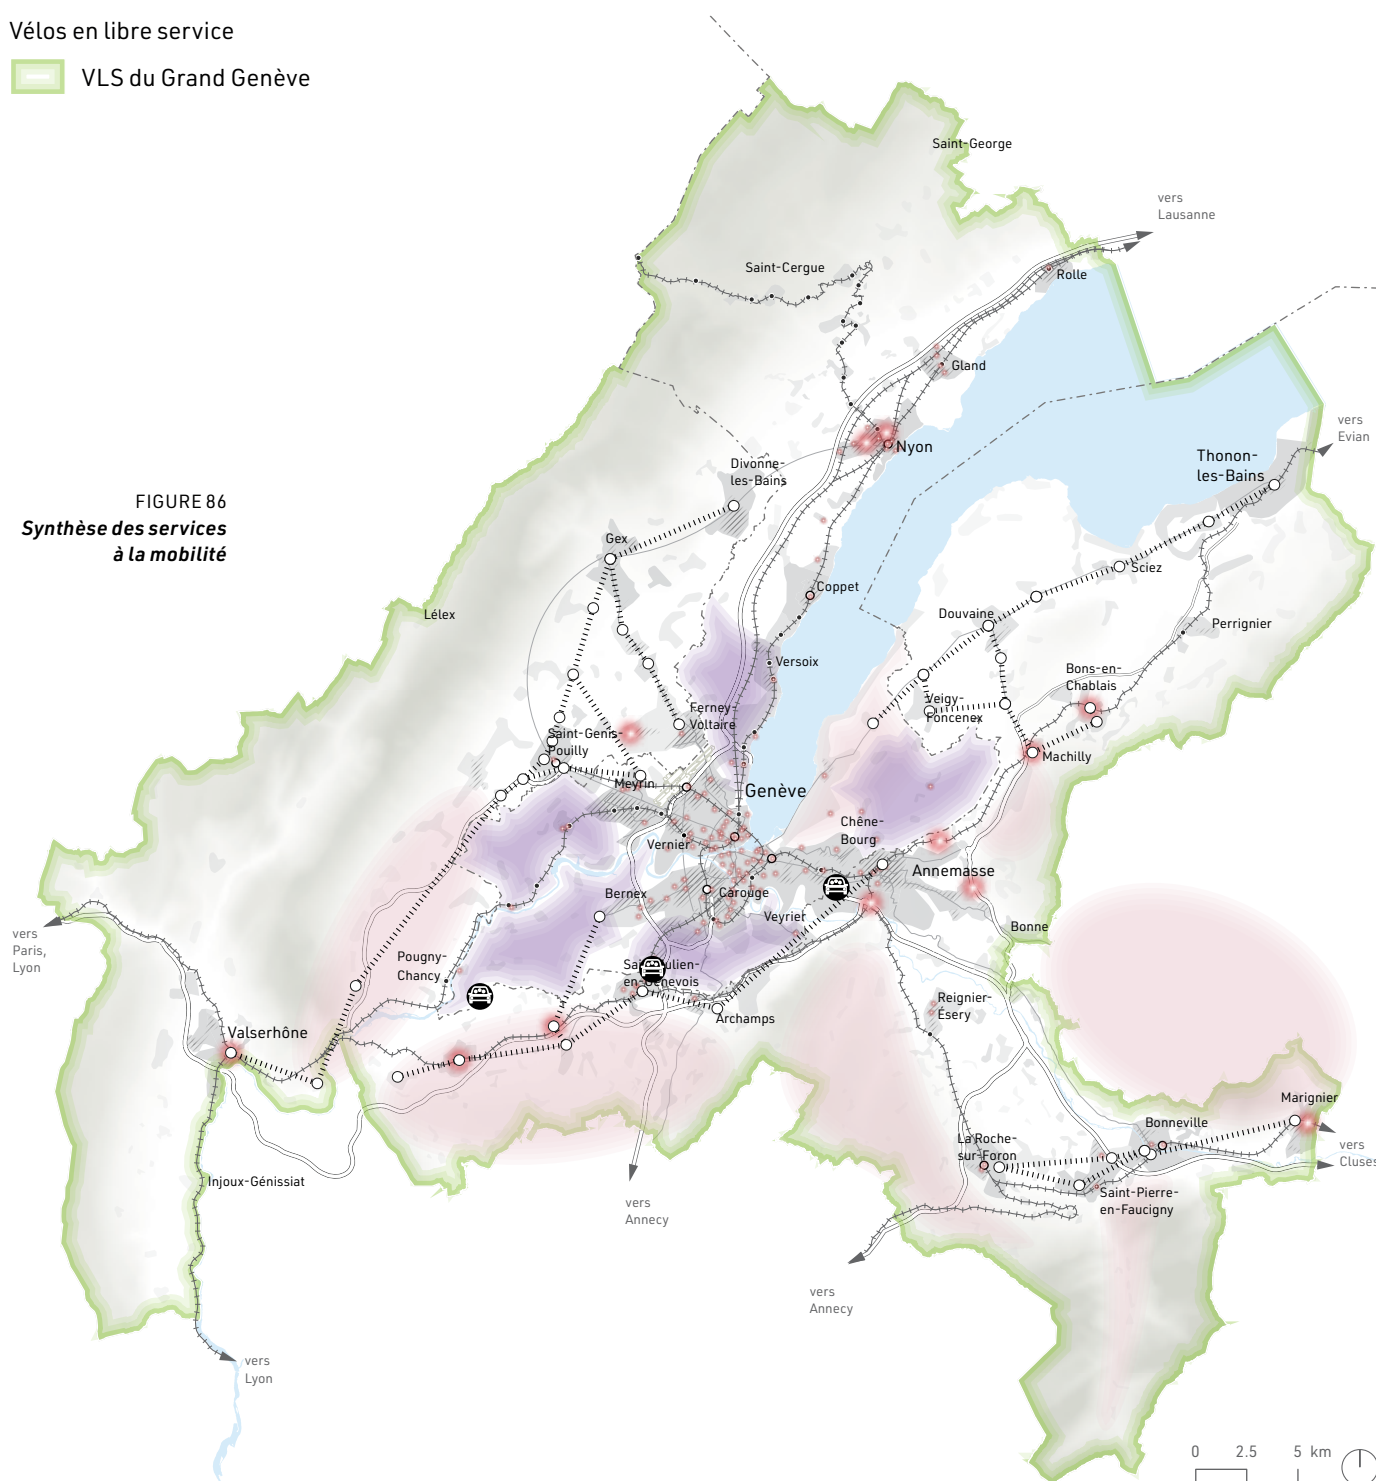 Vélos en libre service
VLS du Grand Genève
Saint-George
vers
Lausanne
Saint-Cergue
Rolle
Gland
vers
Evian
Nyon
Thonon-
les-Bains
Divonne-
les-Bains
FIGURE 86
Synthèse des services
à la mobilité
Gex
Sciez
Coppet
Lélex
Douvaine
Perrignier
Versoix
Bons-en-
Chablais
Veigy-
Foncenex
Ferney-
Voltaire
Saint-Genis-
Pouilly
Machilly
Meyrin
Genève
Chêne-
Bourg
Vernier
Annemasse
Bernex
Carouge
Veyrier
Bonne
vers
Paris,
Lyon
Pougny-
Chancy
Saint-Julien-
en-Genevois
Reignier-
Ésery
Archamps
Valserhône
Marignier
Bonneville
La Roche-
sur-Foron
vers
Cluses
Injoux-Génissiat
Saint-Pierre-
en-Faucigny
vers
Annecy
vers
Annecy
vers
Lyon
0 2.5 5 km